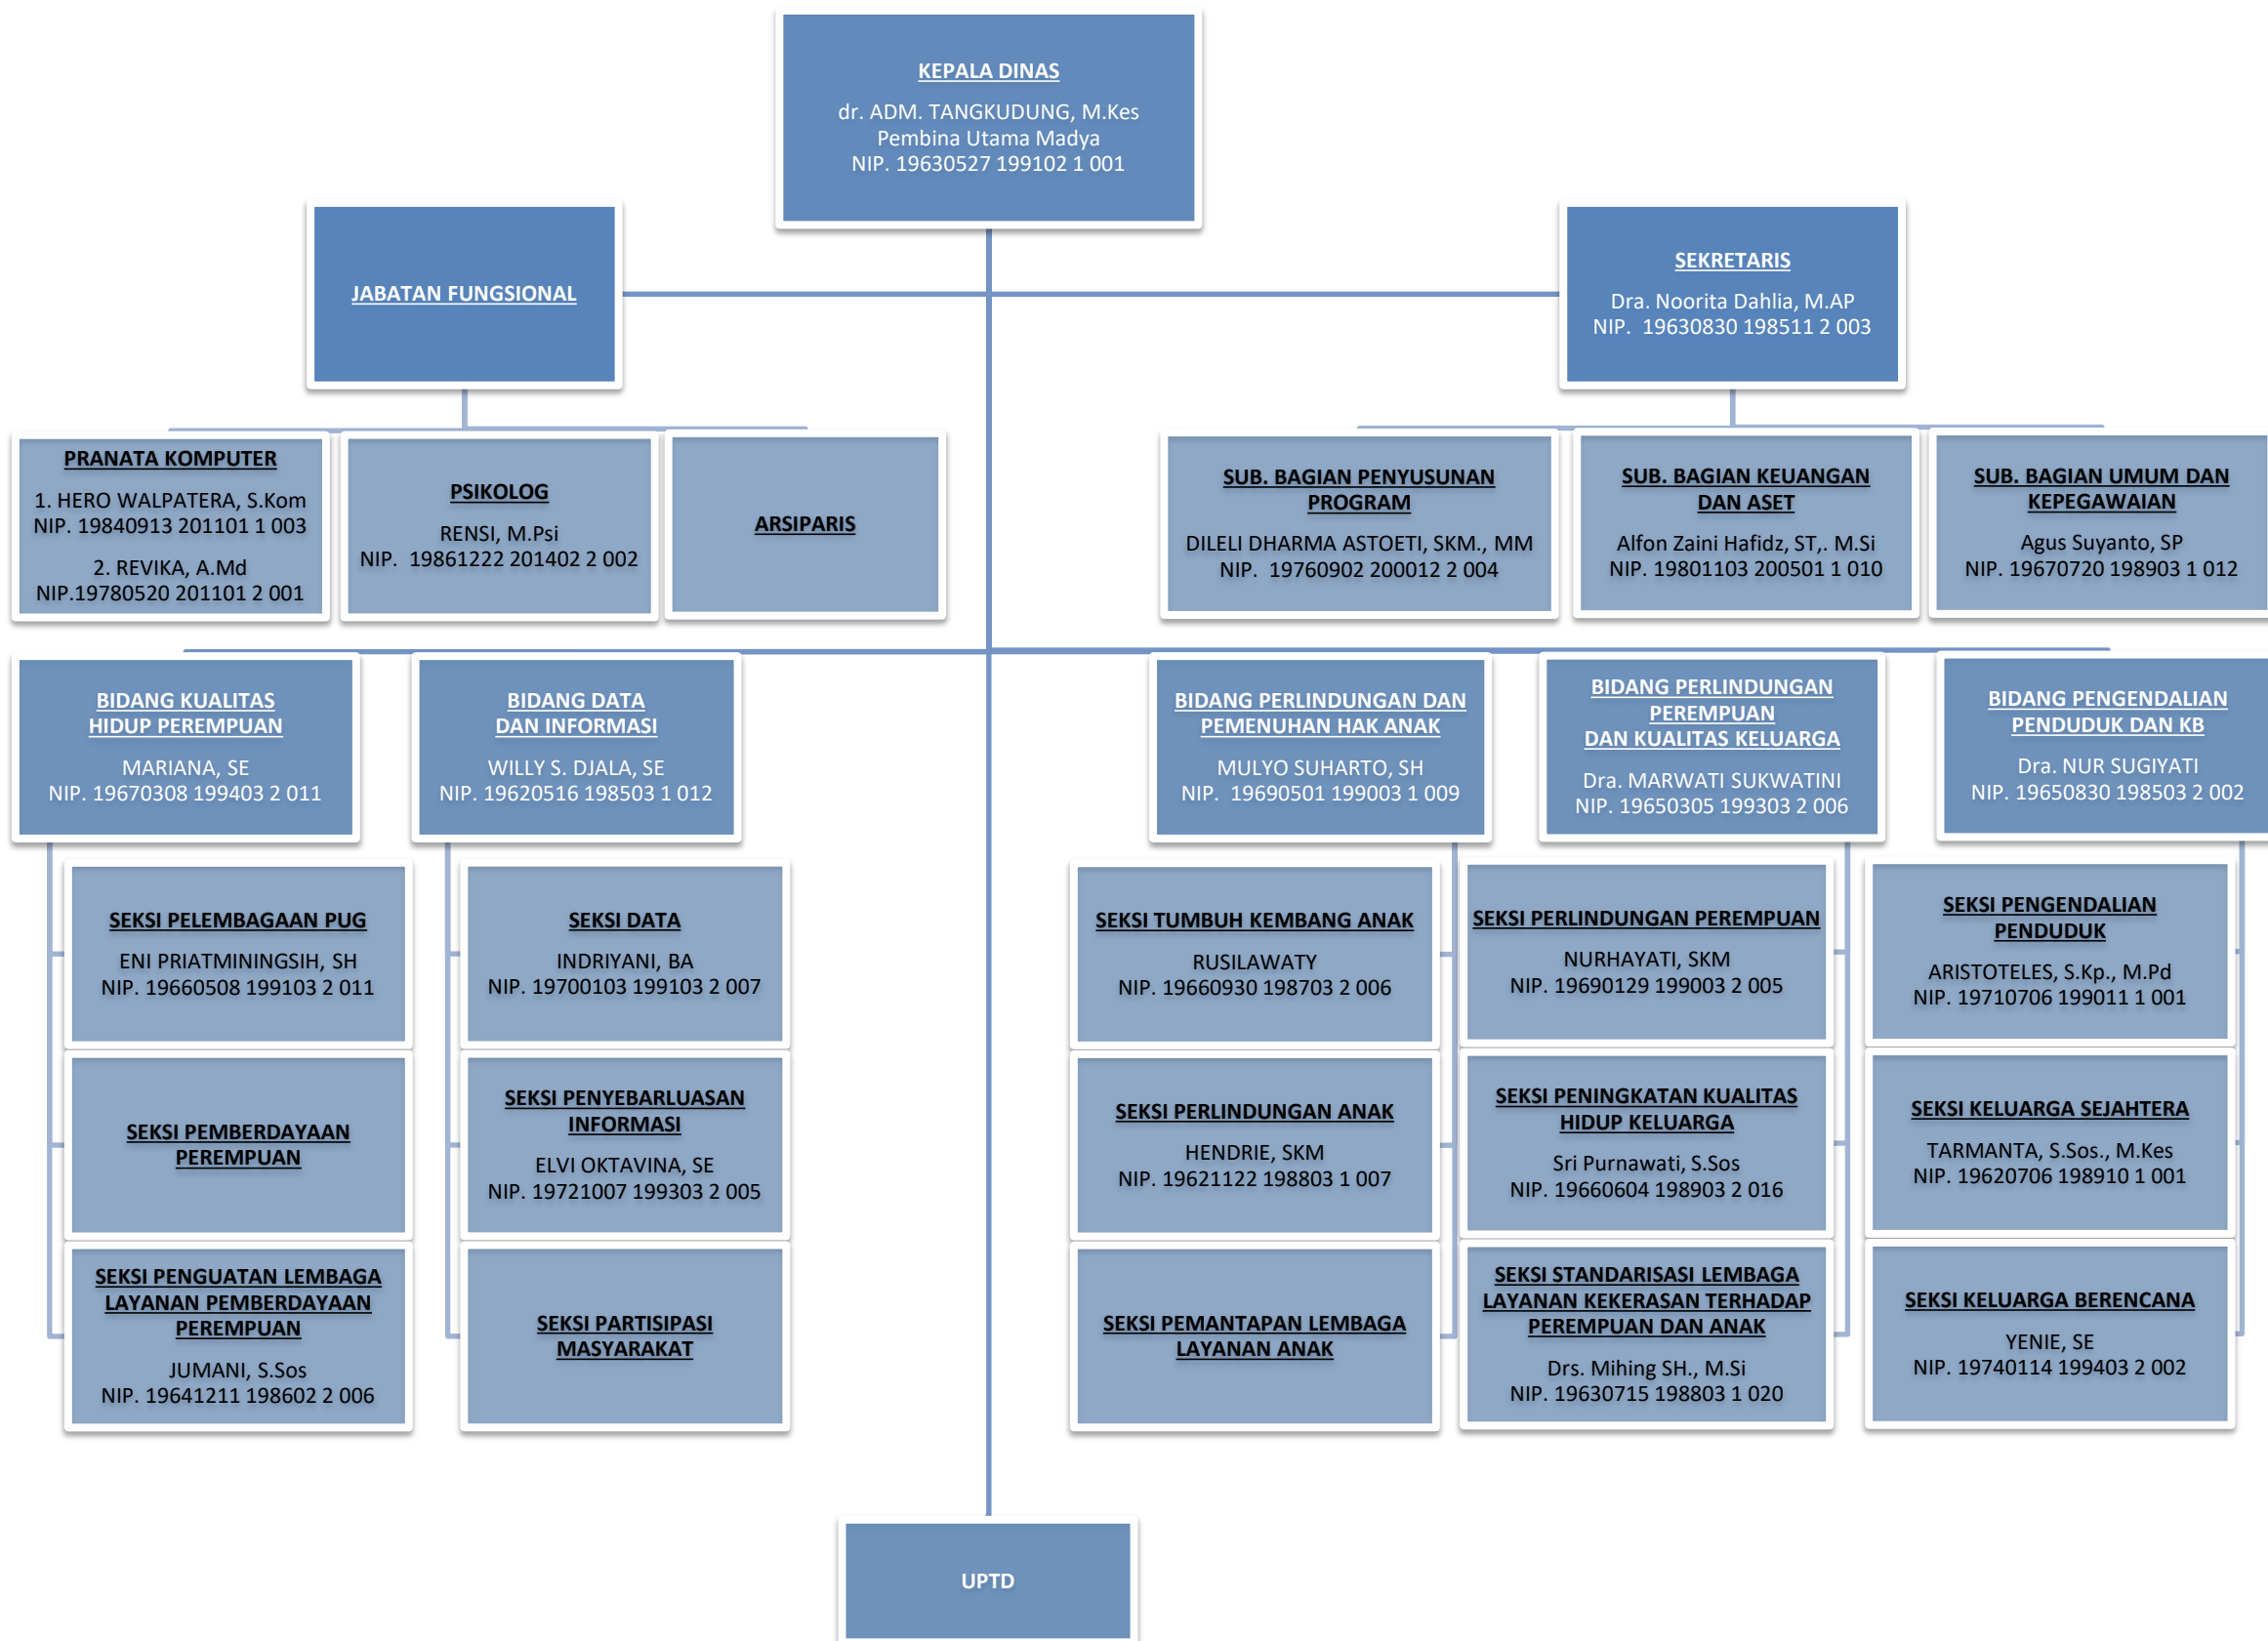 KEPALA DINAS
dr. ADM. TANGKUDUNG, M.Kes
Pembina Utama Madya
NIP. 19630527 199102 1 001
JABATAN FUNGSIONAL
SEKRETARIS
Dra. Noorita Dahlia, M.AP
NIP. 19630830 198511 2 003
PRANATA KOMPUTER
1. HERO WALPATERA, S.Kom
NIP. 19840913 201101 1 003
2. REVIKA, A.Md
NIP.19780520 201101 2 001
PSIKOLOG
RENSI, M.Psi
NIP. 19861222 201402 2 002
ARSIPARIS
SUB. BAGIAN PENYUSUNAN
PROGRAM
DILELI DHARMA ASTOETI, SKM., MM
NIP. 19760902 200012 2 004
SUB. BAGIAN KEUANGAN
DAN ASET
Alfon Zaini Hafidz, ST,. M.Si
NIP. 19801103 200501 1 010
SUB. BAGIAN UMUM DAN
KEPEGAWAIAN
Agus Suyanto, SP
NIP. 19670720 198903 1 012
BIDANG KUALITAS
HIDUP PEREMPUAN
MARIANA, SE
NIP. 19670308 199403 2 011
BIDANG DATA
DAN INFORMASI
WILLY S. DJALA, SE
NIP. 19620516 198503 1 012
BIDANG PERLINDUNGAN DAN
PEMENUHAN HAK ANAK
MULYO SUHARTO, SH
NIP. 19690501 199003 1 009
BIDANG PERLINDUNGAN
PEREMPUAN
DAN KUALITAS KELUARGA
Dra. MARWATI SUKWATINI
NIP. 19650305 199303 2 006
BIDANG PENGENDALIAN
PENDUDUK DAN KB
Dra. NUR SUGIYATI
NIP. 19650830 198503 2 002
SEKSI PELEMBAGAAN PUG
ENI PRIATMININGSIH, SH
NIP. 19660508 199103 2 011
SEKSI DATA
INDRIYANI, BA
NIP. 19700103 199103 2 007
SEKSI TUMBUH KEMBANG ANAK
RUSILAWATY
NIP. 19660930 198703 2 006
SEKSI PERLINDUNGAN PEREMPUAN
NURHAYATI, SKM
NIP. 19690129 199003 2 005
SEKSI PENGENDALIAN
PENDUDUK
ARISTOTELES, S.Kp., M.Pd
NIP. 19710706 199011 1 001
SEKSI PEMBERDAYAAN
PEREMPUAN
SEKSI PENYEBARLUASAN
INFORMASI
ELVI OKTAVINA, SE
NIP. 19721007 199303 2 005
SEKSI PERLINDUNGAN ANAK
HENDRIE, SKM
NIP. 19621122 198803 1 007
SEKSI PENINGKATAN KUALITAS
HIDUP KELUARGA
Sri Purnawati, S.Sos
NIP. 19660604 198903 2 016
SEKSI KELUARGA SEJAHTERA
TARMANTA, S.Sos., M.Kes
NIP. 19620706 198910 1 001
SEKSI PENGUATAN LEMBAGA
LAYANAN PEMBERDAYAAN
PEREMPUAN
JUMANI, S.Sos
NIP. 19641211 198602 2 006
SEKSI PARTISIPASI
MASYARAKAT
SEKSI PEMANTAPAN LEMBAGA
LAYANAN ANAK
SEKSI STANDARISASI LEMBAGA
LAYANAN KEKERASAN TERHADAP
PEREMPUAN DAN ANAK
Drs. Mihing SH., M.Si
NIP. 19630715 198803 1 020
SEKSI KELUARGA BERENCANA
YENIE, SE
NIP. 19740114 199403 2 002
UPTD